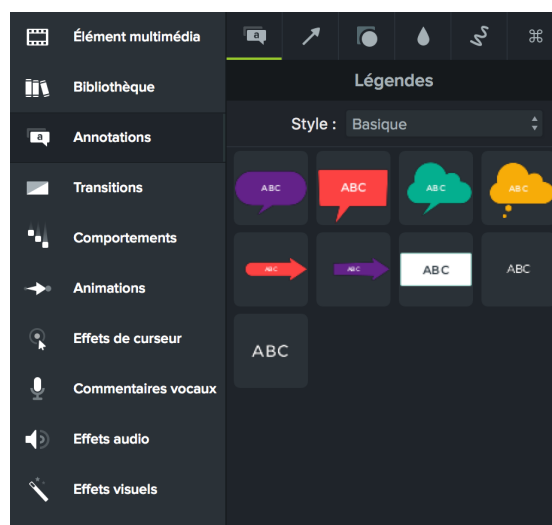 Élément multimédia
Bibliothèque
a Annotations
Transitions
Comportements
Animations
Effets de curseur
Commentaires vocaux
Effets audio
Effets visuels
a ⌘
Légendes
Style : Basique
ABC ABC ABC ABC
ABC ABC ABC ABC
ABC